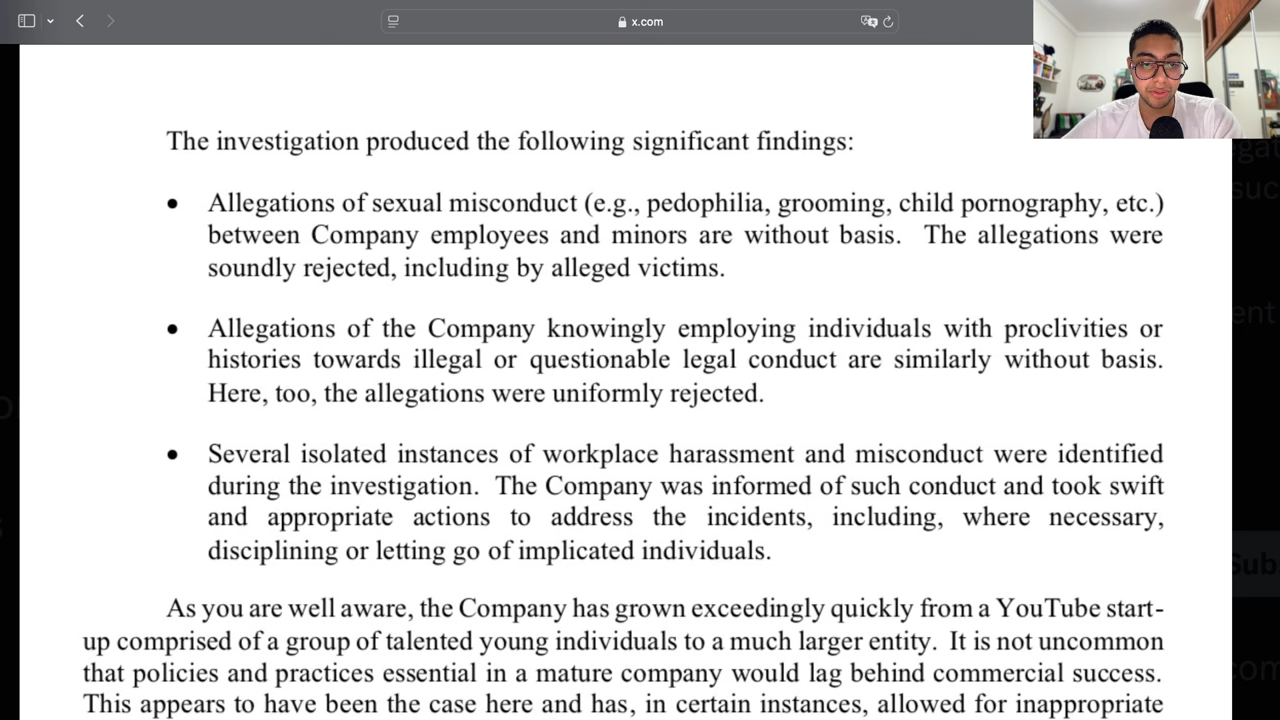 x.com
The investigation produced the following significant findings:
• Allegations of sexual misconduct (e.g., pedophilia, grooming, child pornography, etc.)
between Company employees and minors are without basis. The allegations were
soundly rejected, including by alleged victims.
• Allegations of the Company knowingly employing individuals with proclivities or
histories towards illegal or questionable legal conduct are similarly without basis.
Here, too, the allegations were uniformly rejected.
• Several isolated instances of workplace harassment and misconduct were identified
during the investigation. The Company was informed of such conduct and took swift
and appropriate actions to address the incidents, including, where necessary,
disciplining or letting go of implicated individuals.
As you are well aware, the Company has grown exceedingly quickly from a YouTube start-
up comprised of a group of talented young individuals to a much larger entity. It is not uncommon
that policies and practices essential in a mature company would lag behind commercial success.
This appears to have been the case here and has, in certain instances, allowed for inappropriate